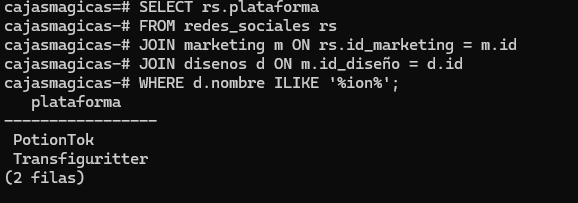 cajasmagicas=# SELECT rs.plataforma
cajasmagicas-# FROM redes_sociales rs
cajasmagicas-# JOIN marketing m ON rs.id_marketing = m.id
cajasmagicas-# JOIN disenos d ON m.id_diseño = d.id
cajasmagicas-# WHERE d.nombre ILIKE '%ion%';
   plataforma
-----------------
 PotionTok
 Transfiguritter
(2 filas)